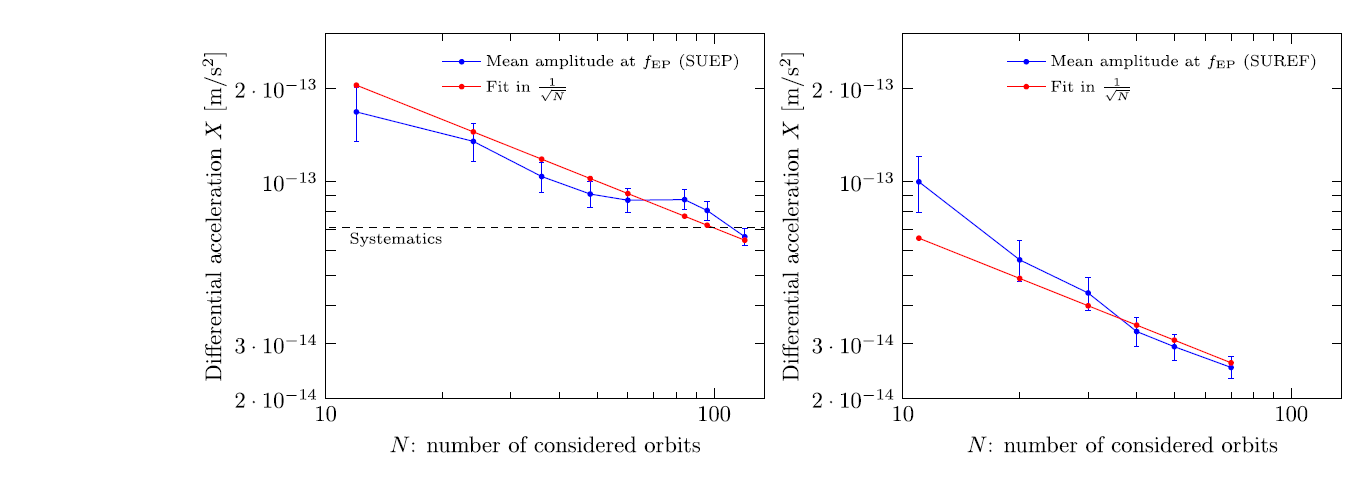 Differential acceleration X [m/s²]
2 · 10⁻¹³
10⁻¹³
3 · 10⁻¹⁴
2 · 10⁻¹⁴
Mean amplitude at f_EP (SUEP)
Fit in 1/√N
Systematics
10
100
N: number of considered orbits
Differential acceleration X [m/s²]
2 · 10⁻¹³
10⁻¹³
3 · 10⁻¹⁴
2 · 10⁻¹⁴
Mean amplitude at f_EP (SUREF)
Fit in 1/√N
10
100
N: number of considered orbits